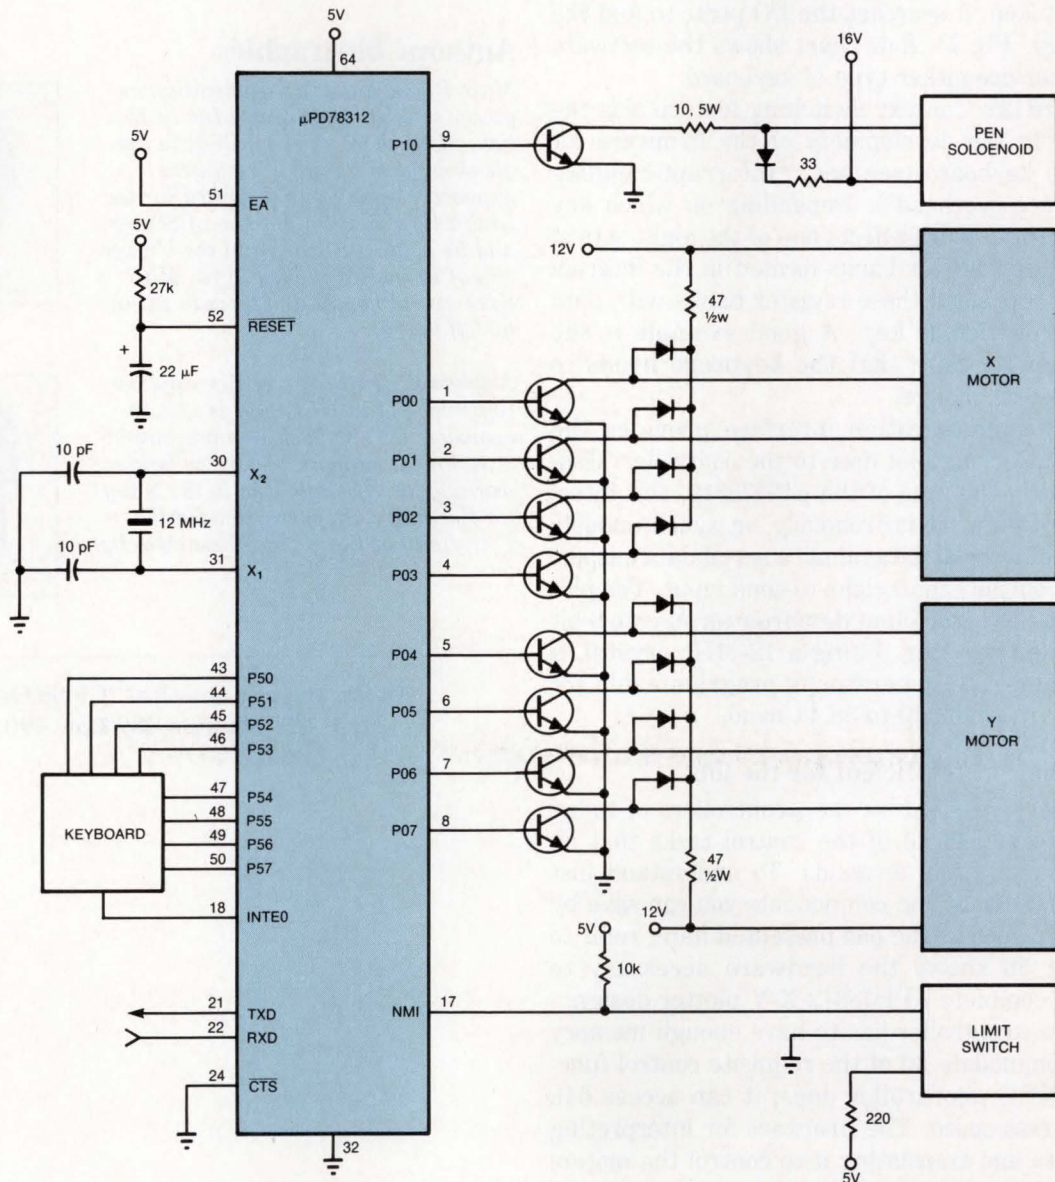 5V
64
μPD78312
5V
51
EA
5V
27k
52
RESET
+
22 μF
10 pF
30
X2
12 MHz
10 pF
31
X1
43
P50
44
P51
45
P52
46
P53
47
P54
48
P55
49
P56
50
P57
KEYBOARD
18
INTE0
21
TXD
22
RXD
24
CTS
32
P10
9
P00
1
P01
2
P02
3
P03
4
P04
5
P05
6
P06
7
P07
8
NMI
17
16V
10, 5W
33
PEN
SOLOENOID
12V
47
½W
X
MOTOR
Y
MOTOR
47
½W
5V
12V
10k
LIMIT
SWITCH
220
5V